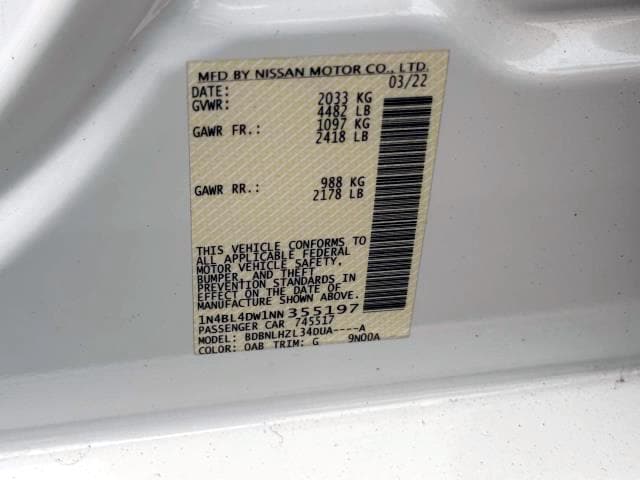 MFD BY NISSAN MOTOR CO., LTD.
DATE: 03/22
GVWR: 2033 KG
4482 LB
GAWR FR.: 1097 KG
2418 LB
GAWR RR.: 988 KG
2178 LB
THIS VEHICLE CONFORMS TO
ALL APPLICABLE FEDERAL
MOTOR VEHICLE SAFETY,
BUMPER, AND THEFT
PREVENTION STANDARDS IN
EFFECT ON THE DATE OF
MANUFACTURE SHOWN ABOVE.
1N4BL4DW1NN355197
PASSENGER CAR 745517
MODEL: BDBNLHZL34DUA----A
COLOR: QAB TRIM: G 9N00A